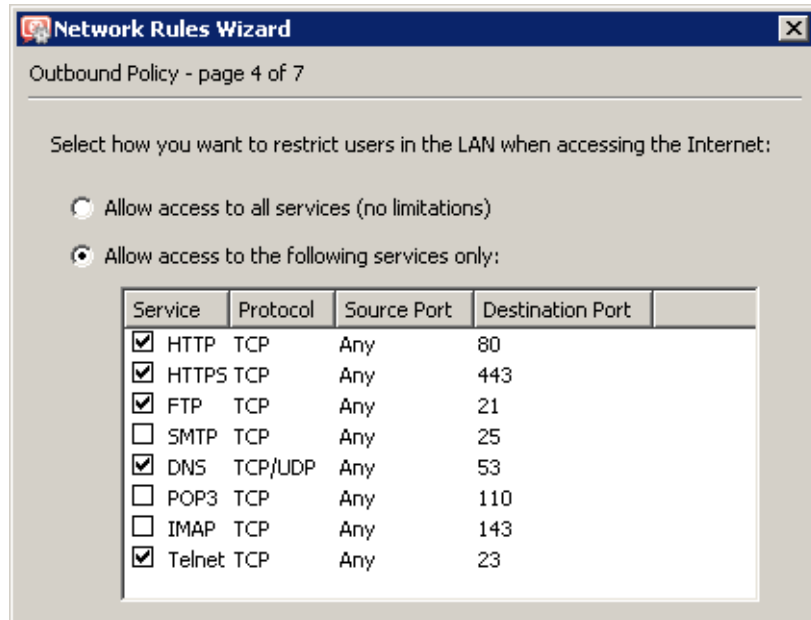 Network Rules Wizard
Outbound Policy - page 4 of 7
Select how you want to restrict users in the LAN when accessing the Internet:
Allow access to all services (no limitations)
Allow access to the following services only:
Service Protocol Source Port Destination Port
HTTP TCP Any 80
HTTPS TCP Any 443
FTP TCP Any 21
SMTP TCP Any 25
DNS TCP/UDP Any 53
POP3 TCP Any 110
IMAP TCP Any 143
Telnet TCP Any 23